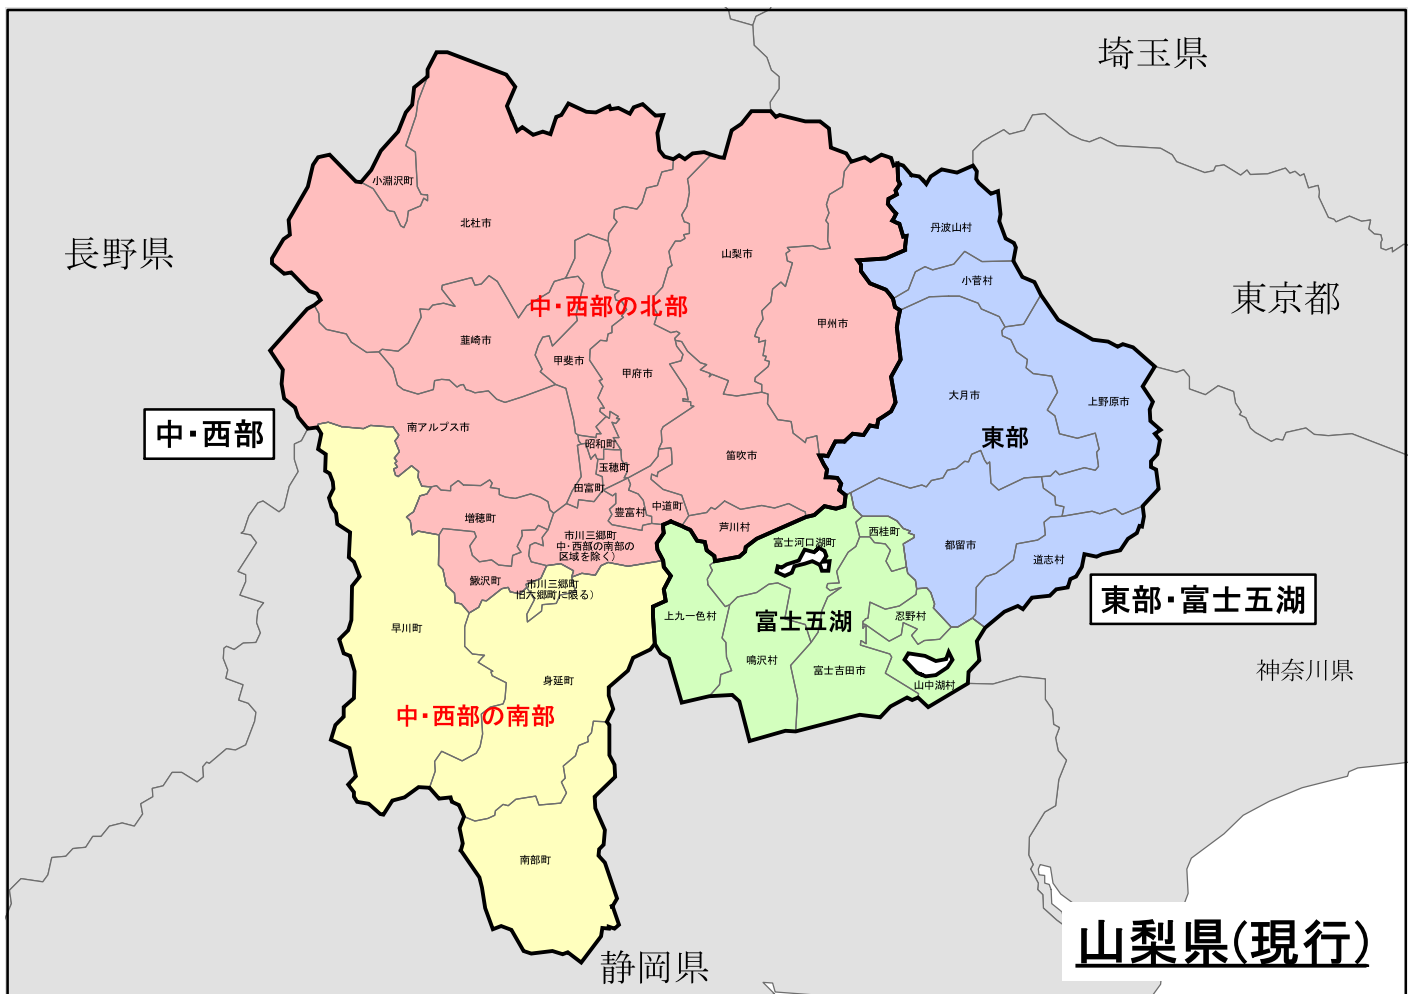 埼玉県
長野県
東京都
神奈川県
静岡県
小淵沢町
北杜市
丹波山村
山梨市
小菅村
中・西部の北部
甲州市
韮崎市
甲斐市
甲府市
大月市
上野原市
中・西部
南アルプス市
東部
昭和町
笛吹市
玉穂町
田富町
中道町
豊富村
増穂町
芦川村
西桂町
市川三郷町
中・西部の南部の
区域を除く）
富士河口湖町
都留市
道志村
鰍沢町
市川三郷町
旧六郷町に限る）
東部・富士五湖
上九一色村
富士五湖
忍野村
早川町
鳴沢村
富士吉田市
身延町
山中湖村
中・西部の南部
南部町
山梨県(現行)